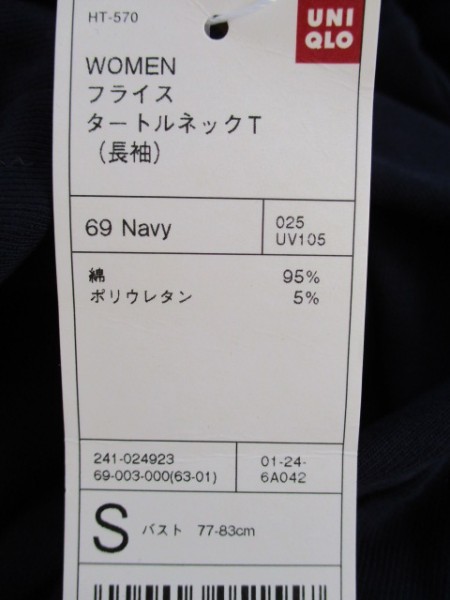 HT-570
UNI
QLO
WOMEN
フライス
タートルネックT
（長袖）
69 Navy
025
UV105
綿 95%
ポリウレタン 5%
241-024923
69-003-000(63-01)
01-24-
6A042
S バスト 77-83cm